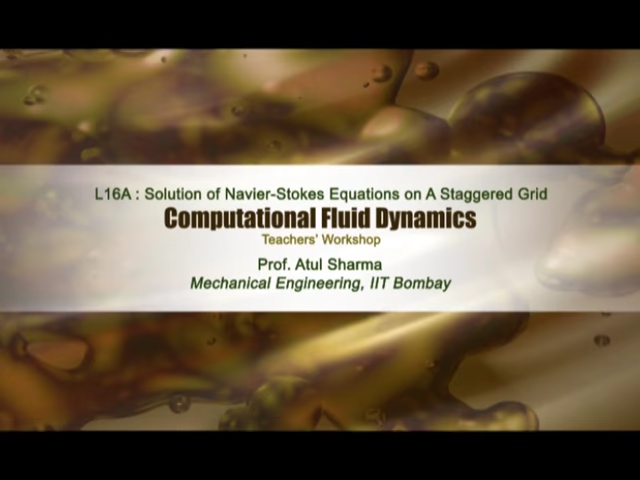 L16A : Solution of Navier-Stokes Equations on A Staggered Grid
Computational Fluid Dynamics
Teachers' Workshop
Prof. Atul Sharma
Mechanical Engineering, IIT Bombay